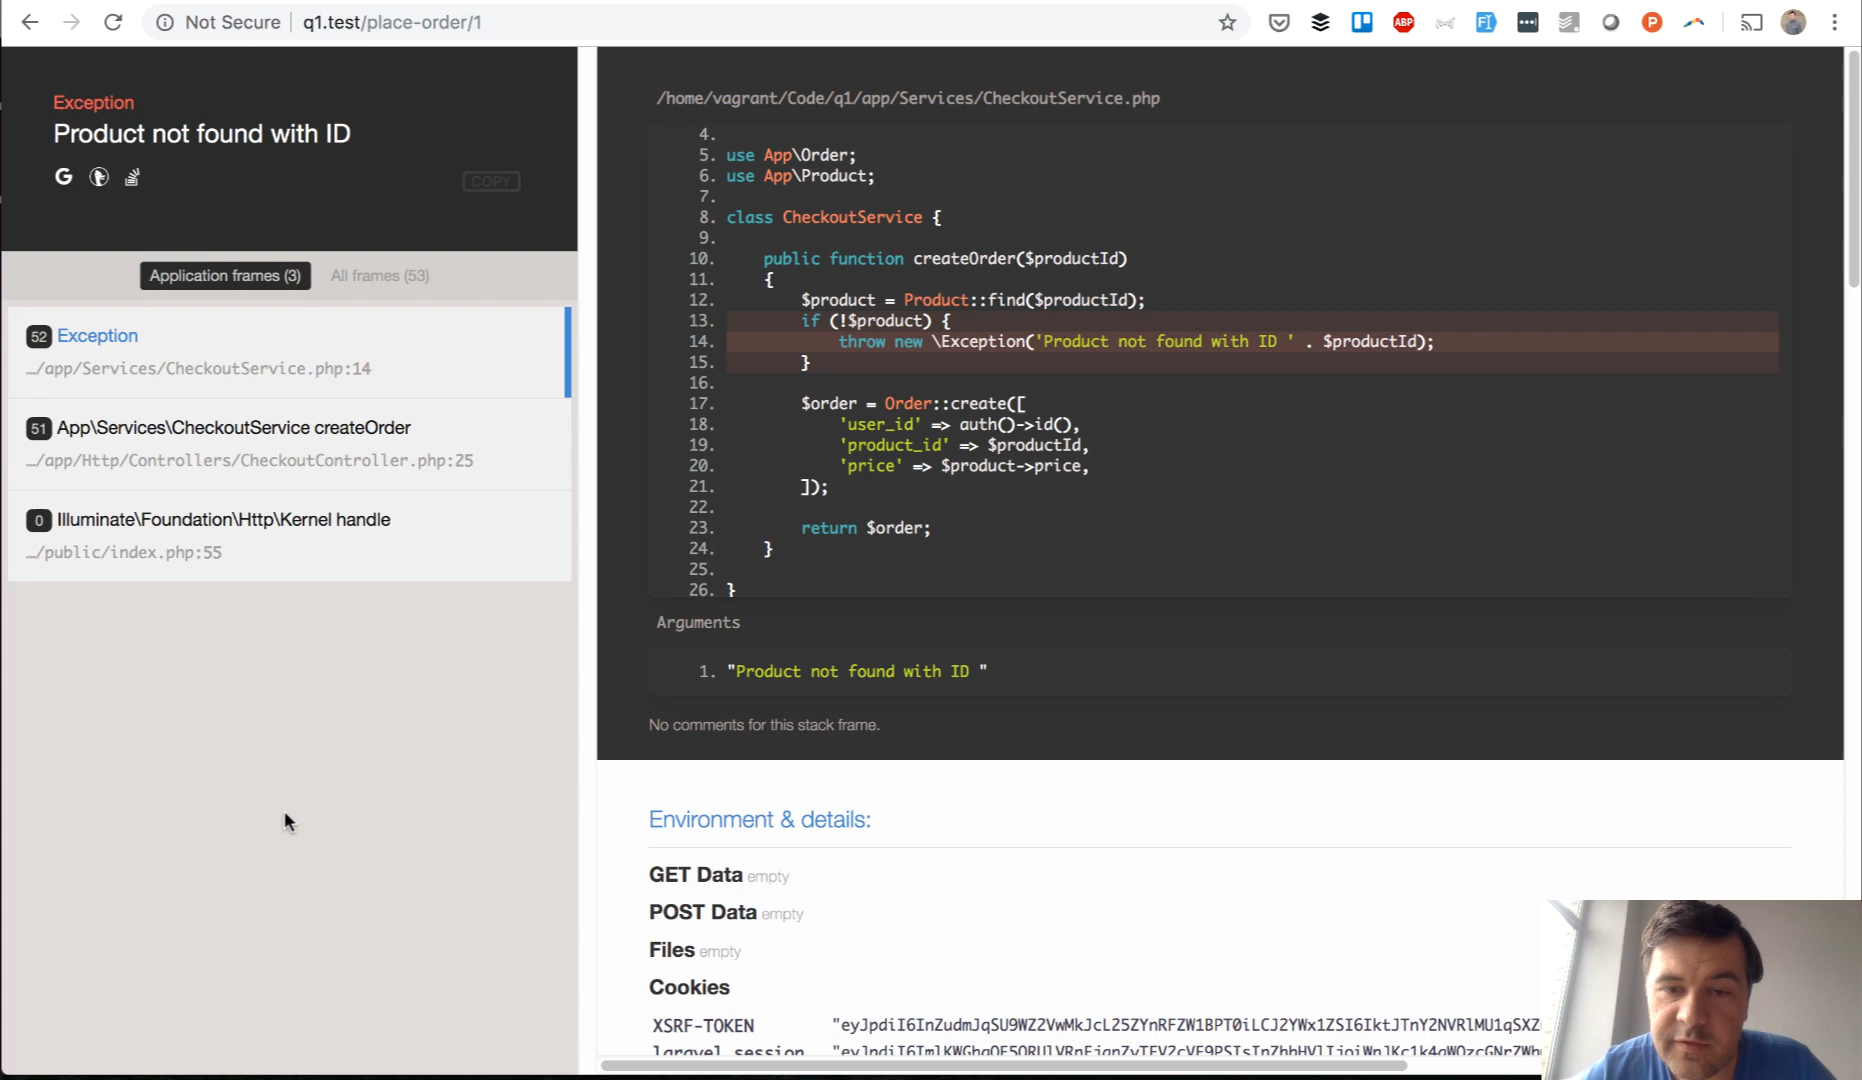 Not Secure | q1.test/place-order/1
ABP
Exception
Product not found with ID
COPY
Application frames (3) All frames (53)
52 Exception
…/app/Services/CheckoutService.php:14
51 App\Services\CheckoutService createOrder
…/app/Http/Controllers/CheckoutController.php:25
0 Illuminate\Foundation\Http\Kernel handle
…/public/index.php:55
/home/vagrant/Code/q1/app/Services/CheckoutService.php
4.
5. use App\Order;
6. use App\Product;
7.
8. class CheckoutService {
9.
10. public function createOrder($productId)
11. {
12. $product = Product::find($productId);
13. if (!$product) {
14. throw new \Exception('Product not found with ID ' . $productId);
15. }
16.
17. $order = Order::create([
18. 'user_id' => auth()->id(),
19. 'product_id' => $productId,
20. 'price' => $product->price,
21. ]);
22.
23. return $order;
24. }
25.
26. }
Arguments
1. "Product not found with ID "
No comments for this stack frame.
Environment & details:
GET Data empty
POST Data empty
Files empty
Cookies
XSRF-TOKEN
laravel_session